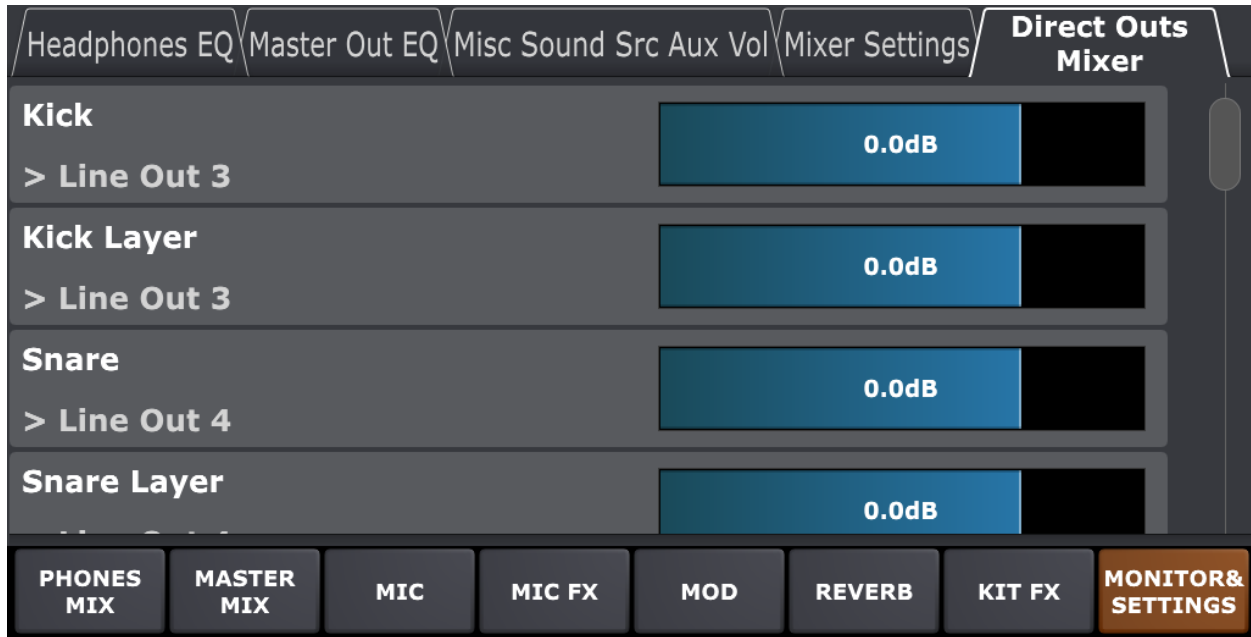 Headphones EQ Master Out EQ Misc Sound Src Aux Vol Mixer Settings Direct Outs
Mixer
Kick
0.0dB
> Line Out 3
Kick Layer
0.0dB
> Line Out 3
Snare
0.0dB
> Line Out 4
Snare Layer
0.0dB
PHONES
MIX
MASTER
MIX
MIC
MIC FX
MOD
REVERB
KIT FX
MONITOR&
SETTINGS